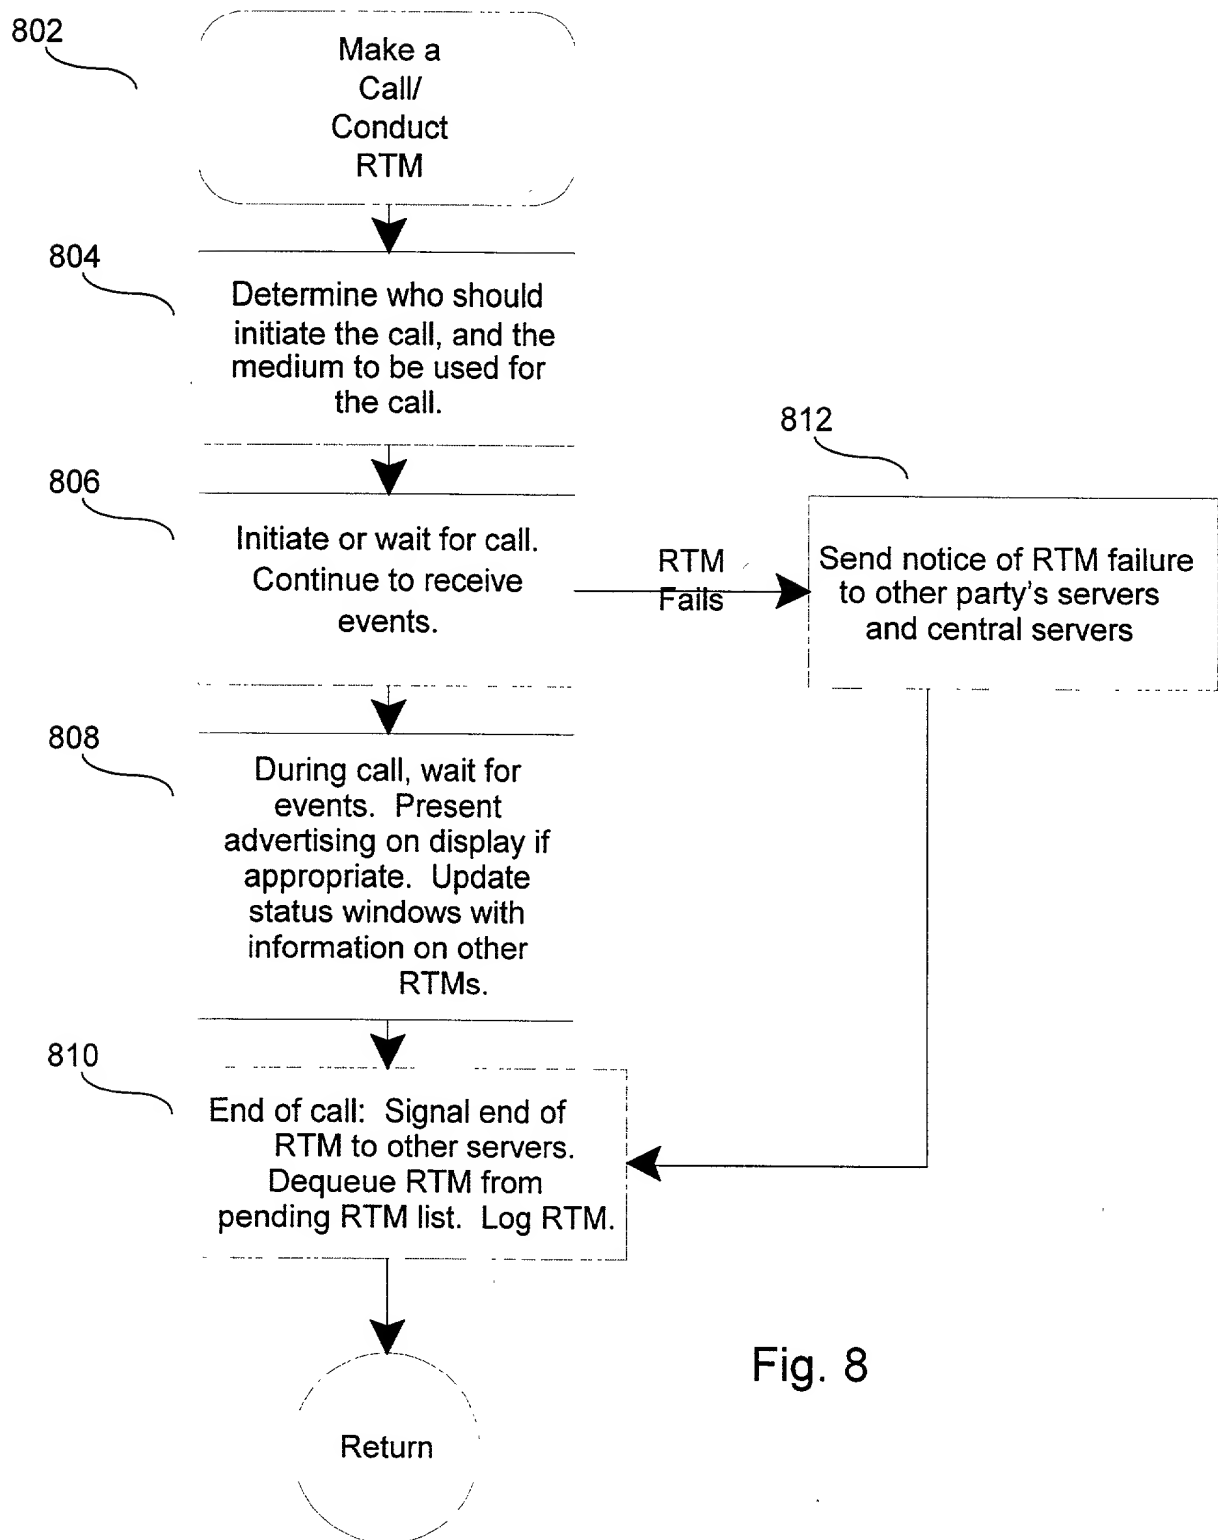 802
Make a
Call/
Conduct
RTM
804
Determine who should
initiate the call, and the
medium to be used for
the call.
806
Initiate or wait for call.
Continue to receive
events.
RTM
Fails
812
Send notice of RTM failure
to other party's servers
and central servers
808
During call, wait for
events.  Present
advertising on display if
appropriate.  Update
status windows with
information on other
RTMs.
810
End of call:  Signal end of
RTM to other servers.
Dequeue RTM from
pending RTM list.  Log RTM.
Return
Fig. 8